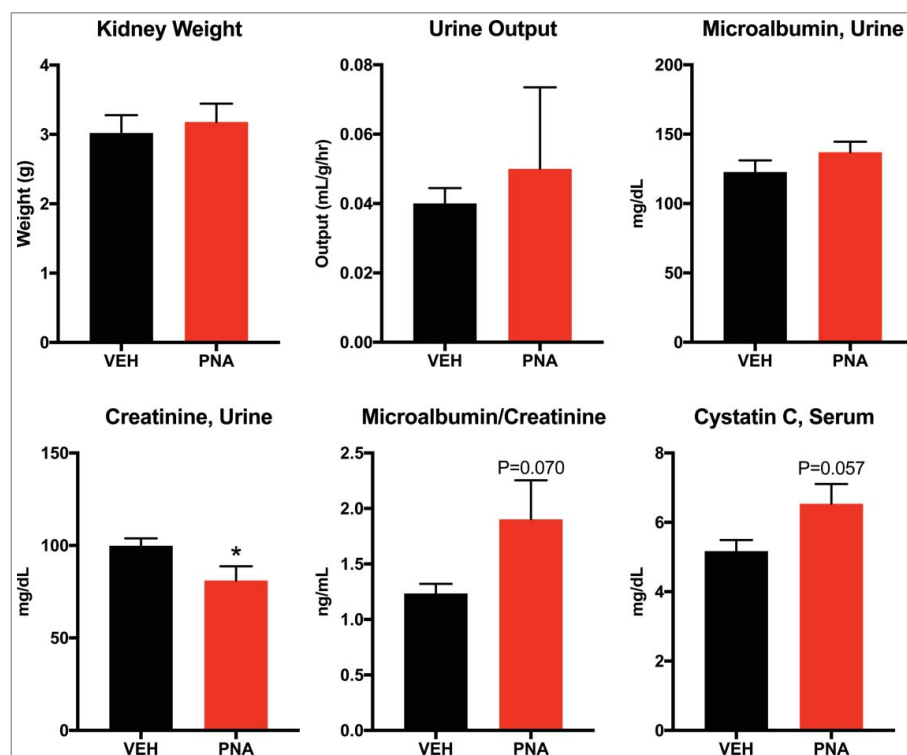 Kidney Weight
Weight (g)
4
3
2
1
0
VEH PNA
Urine Output
Output (mL/g/hr)
0.08
0.06
0.04
0.02
0.00
VEH PNA
Microalbumin, Urine
mg/dL
200
150
100
50
0
VEH PNA
Creatinine, Urine
mg/dL
150
100
50
0
*
VEH PNA
Microalbumin/Creatinine
ng/mL
2.5
2.0
1.5
1.0
0.5
0.0
P=0.070
VEH PNA
Cystatin C, Serum
mg/dL
8
6
4
2
0
P=0.057
VEH PNA